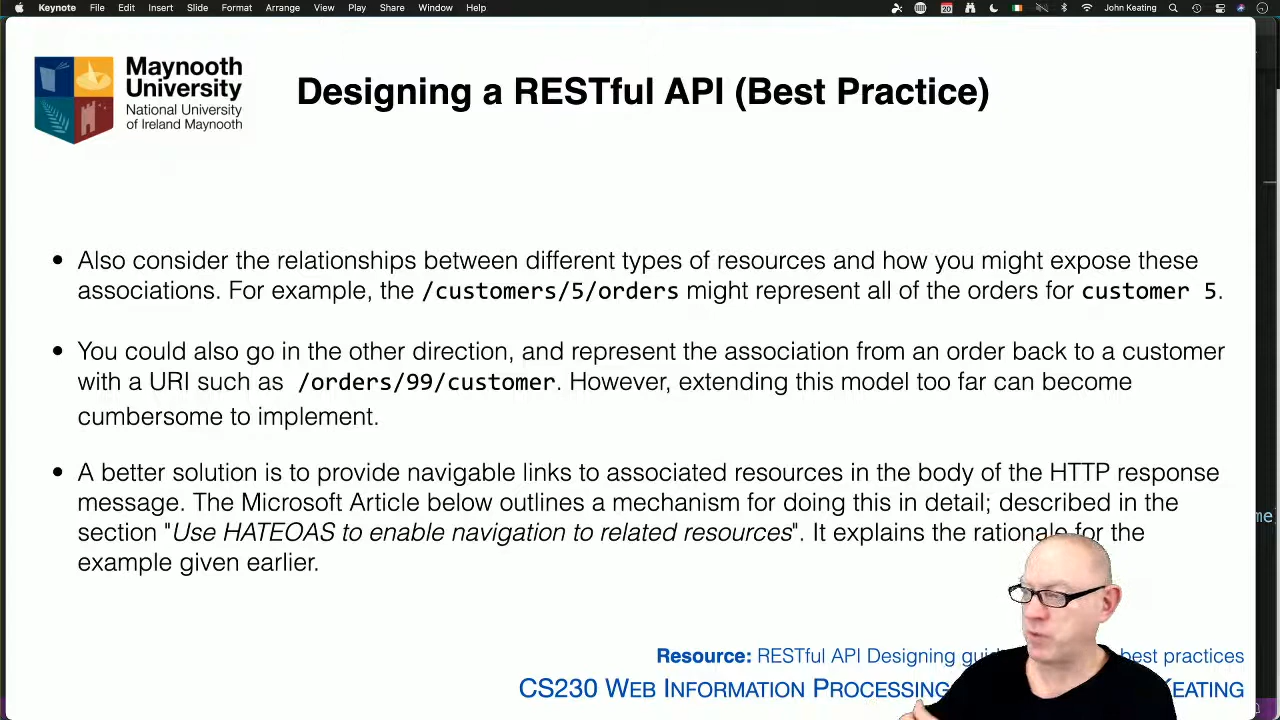 Keynote File Edit Insert Slide Format Arrange View Play Share Window Help 20 John Keating
Maynooth
University
National University
of Ireland Maynooth
Designing a RESTful API (Best Practice)
• Also consider the relationships between different types of resources and how you might expose these
associations. For example, the /customers/5/orders might represent all of the orders for customer 5.
• You could also go in the other direction, and represent the association from an order back to a customer
with a URI such as /orders/99/customer. However, extending this model too far can become
cumbersome to implement.
• A better solution is to provide navigable links to associated resources in the body of the HTTP response
message. The Microsoft Article below outlines a mechanism for doing this in detail; described in the
section "Use HATEOAS to enable navigation to related resources". It explains the rationale for the
example given earlier.
Resource: RESTful API Designing best practices
CS230 WEB INFORMATION PROCESSING KEATING